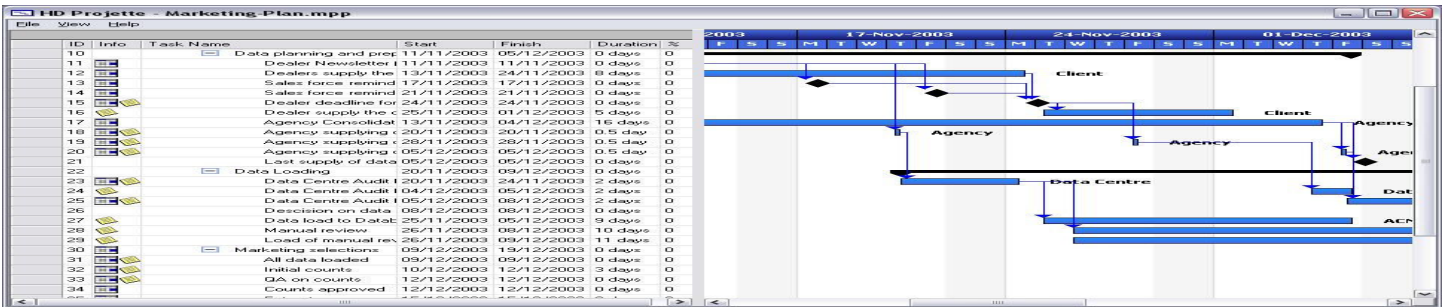 HD Projette - Marketing-Plan.mpp
File View Help
ID Info Task Name Start Finish Duration %
10 Data planning and prep 11/11/2003 05/12/2003 0 days 0
11 Dealer Newsletter 11/11/2003 11/11/2003 0 days 0
12 Dealers supply the 13/11/2003 24/11/2003 8 days 0
13 Sales force remind 17/11/2003 17/11/2003 0 days 0
14 Sales force remind 21/11/2003 21/11/2003 0 days 0
15 Dealer deadline for 24/11/2003 24/11/2003 0 days 0
16 Dealer supply the 25/11/2003 01/12/2003 5 days 0
17 Agency Consolidat 13/11/2003 04/12/2003 16 days 0
18 Agency supplying 20/11/2003 20/11/2003 0.5 day 0
19 Agency supplying 28/11/2003 28/11/2003 0.5 day 0
20 Agency supplying 05/12/2003 05/12/2003 0.5 day 0
21 Last supply of data 05/12/2003 05/12/2003 0 days 0
22 Data Loading 20/11/2003 09/12/2003 0 days 0
23 Data Centre Audit 20/11/2003 24/11/2003 2 days 0
24 Data Centre Audit 04/12/2003 05/12/2003 2 days 0
25 Data Centre Audit 05/12/2003 08/12/2003 2 days 0
26 Descision on data 08/12/2003 08/12/2003 0 days 0
27 Data load to Datab 25/11/2003 05/12/2003 9 days 0
28 Manual review 26/11/2003 08/12/2003 10 days 0
29 Load of manual rev 26/11/2003 09/12/2003 11 days 0
30 Marketing selections 09/12/2003 19/12/2003 0 days 0
31 All data loaded 09/12/2003 09/12/2003 0 days 0
32 Initial counts 10/12/2003 12/12/2003 3 days 0
33 QA on counts 12/12/2003 12/12/2003 0 days 0
34 Counts approved 12/12/2003 12/12/2003 0 days 0
2003 17-Nov-2003 24-Nov-2003 01-Dec-2003
F S S M T W T F S S M T W T F S S M T W T F S S
Client
Client
Agency
Agency
Agency
Age
Data Centre
Dat
ACN